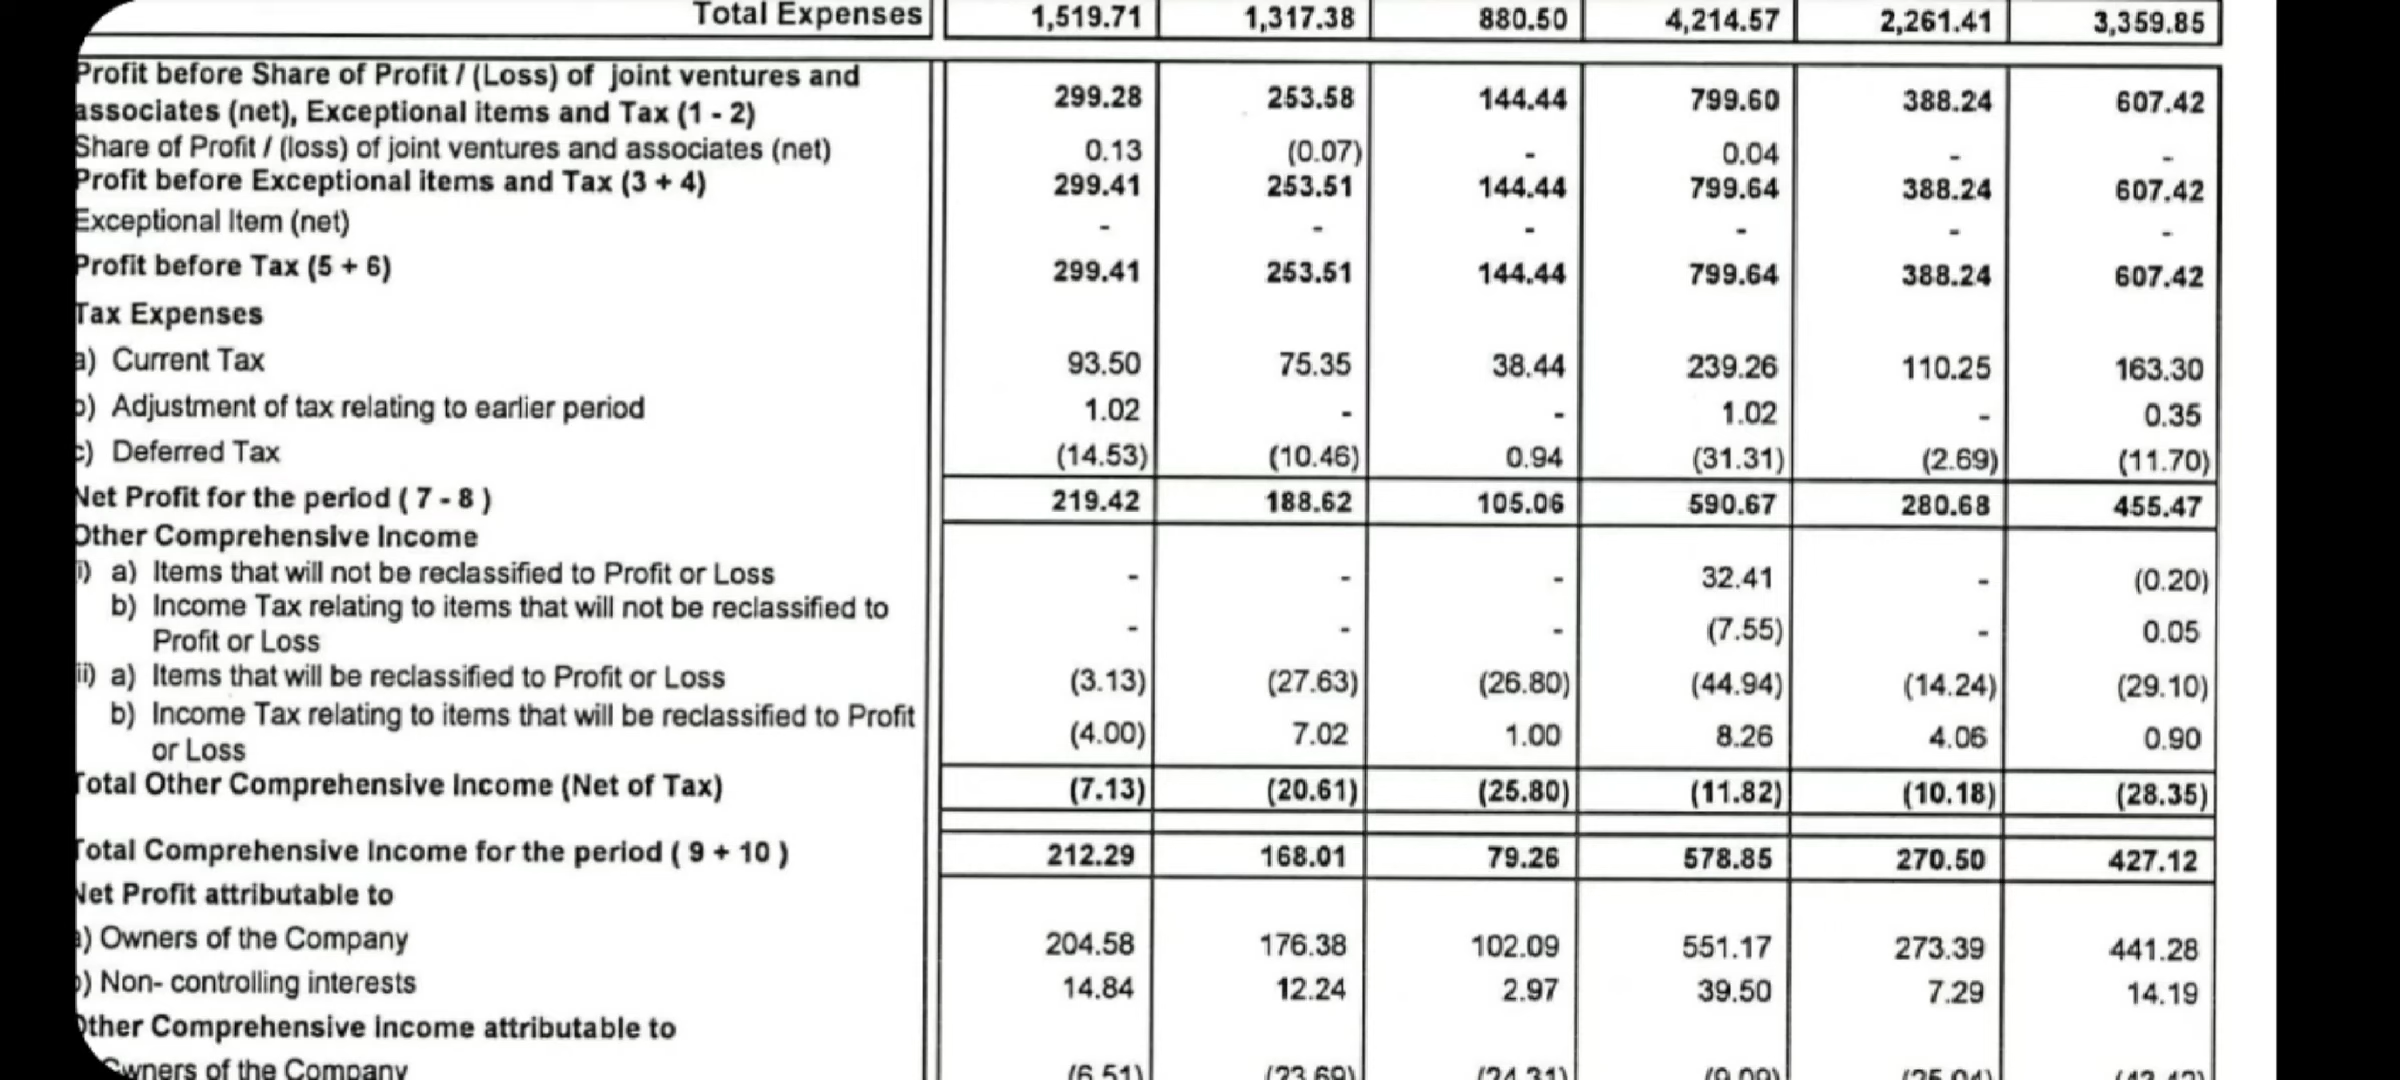 Total Expenses 1,519.71 1,317.38 880.50 4,214.57 2,261.41 3,359.85
Profit before Share of Profit / (Loss) of joint ventures and
associates (net), Exceptional items and Tax (1 - 2) 299.28 253.58 144.44 799.60 388.24 607.42
Share of Profit / (loss) of joint ventures and associates (net) 0.13 (0.07) - 0.04 - -
Profit before Exceptional items and Tax (3 + 4) 299.41 253.51 144.44 799.64 388.24 607.42
Exceptional Item (net) - - - - - -
Profit before Tax (5 + 6) 299.41 253.51 144.44 799.64 388.24 607.42
Tax Expenses
a) Current Tax 93.50 75.35 38.44 239.26 110.25 163.30
b) Adjustment of tax relating to earlier period 1.02 - - 1.02 - 0.35
c) Deferred Tax (14.53) (10.46) 0.94 (31.31) (2.69) (11.70)
Net Profit for the period ( 7 - 8 ) 219.42 188.62 105.06 590.67 280.68 455.47
Other Comprehensive Income
i) a) Items that will not be reclassified to Profit or Loss - - - 32.41 - (0.20)
b) Income Tax relating to items that will not be reclassified to
Profit or Loss - - - (7.55) - 0.05
ii) a) Items that will be reclassified to Profit or Loss (3.13) (27.63) (26.80) (44.94) (14.24) (29.10)
b) Income Tax relating to items that will be reclassified to Profit
or Loss (4.00) 7.02 1.00 8.26 4.06 0.90
Total Other Comprehensive Income (Net of Tax) (7.13) (20.61) (25.80) (11.82) (10.18) (28.35)
Total Comprehensive Income for the period ( 9 + 10 ) 212.29 168.01 79.26 578.85 270.50 427.12
Net Profit attributable to
a) Owners of the Company 204.58 176.38 102.09 551.17 273.39 441.28
b) Non- controlling interests 14.84 12.24 2.97 39.50 7.29 14.19
Other Comprehensive Income attributable to
Owners of the Company (6.51) (23.69) (24.31) (9.09)